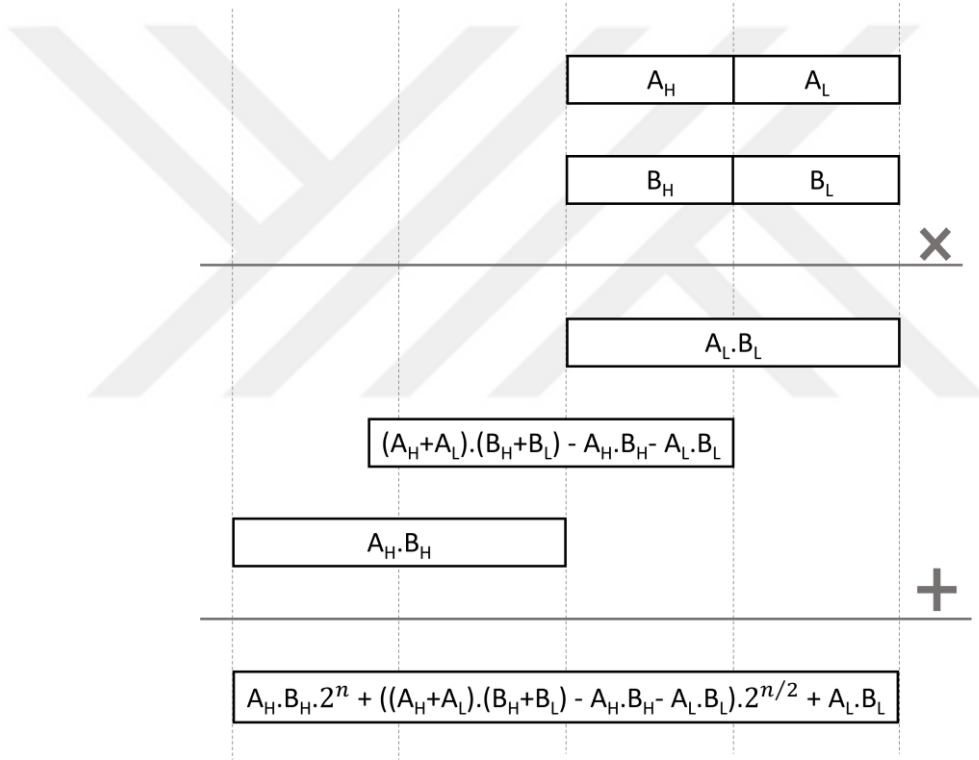 A_H A_L
B_H B_L
×
A_L.B_L
(A_H+A_L).(B_H+B_L) - A_H.B_H- A_L.B_L
A_H.B_H
+
A_H.B_H.2^n + ((A_H+A_L).(B_H+B_L) - A_H.B_H- A_L.B_L).2^{n/2} + A_L.B_L